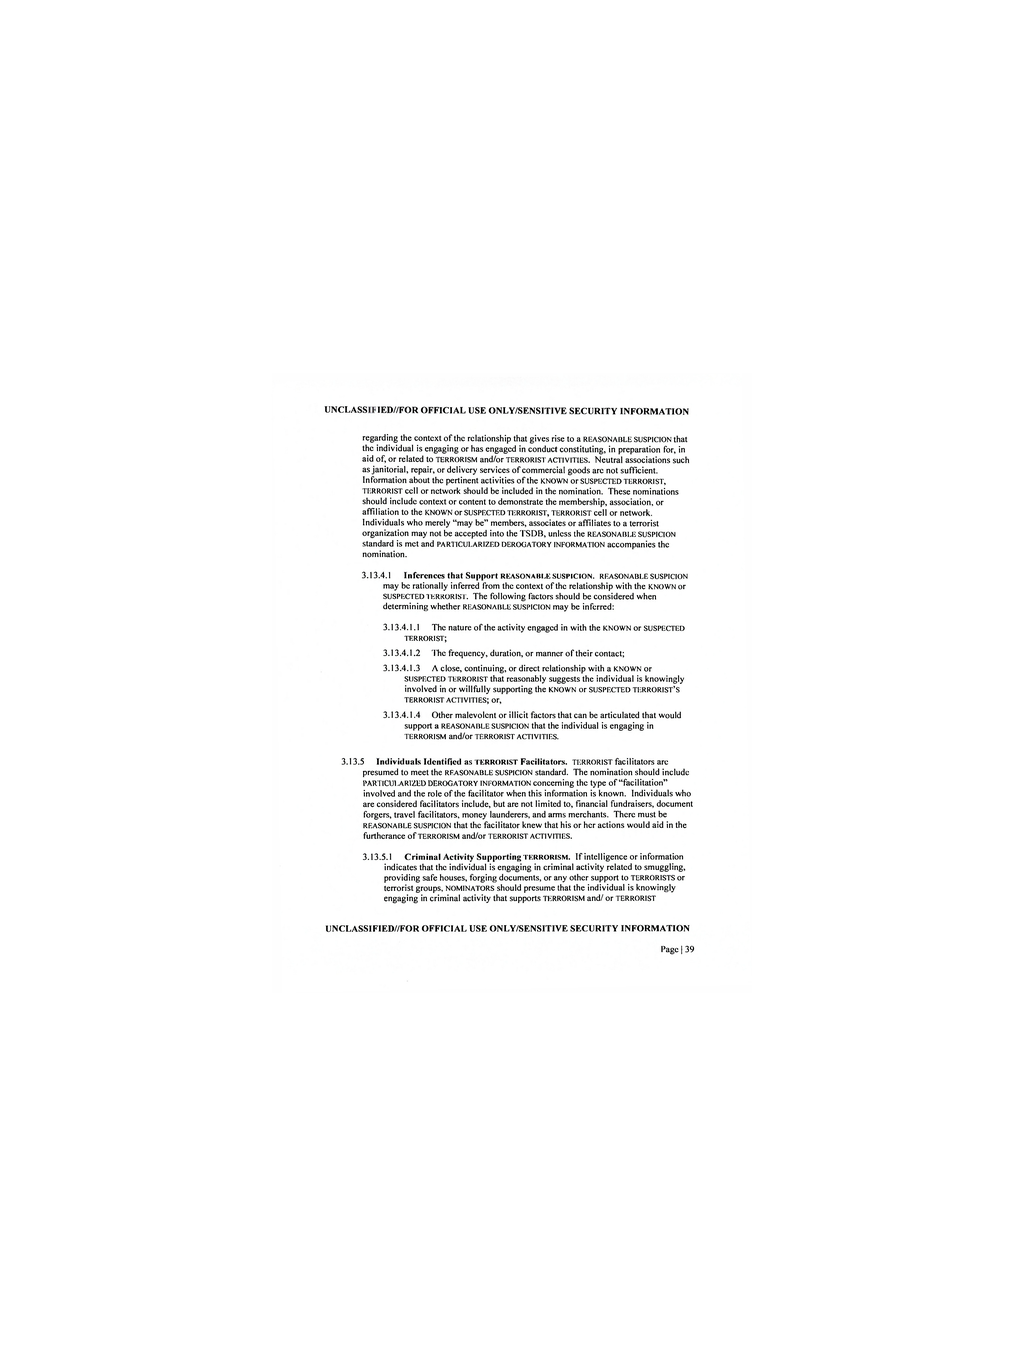 UNCLASSIFIED//FOR OFFICIAL USE ONLY/SENSITIVE SECURITY INFORMATION
regarding the context of the relationship that gives rise to a REASONABLE SUSPICION that
the individual is engaging or has engaged in conduct constituting, in preparation for, in
aid of, or related to TERRORISM and/or TERRORIST ACTIVITIES. Neutral associations such
as janitorial, repair, or delivery services of commercial goods are not sufficient.
Information about the pertinent activities of the KNOWN or SUSPECTED TERRORIST,
TERRORIST cell or network should be included in the nomination. These nominations
should include context or content to demonstrate the membership, association, or
affiliation to the KNOWN or SUSPECTED TERRORIST, TERRORIST cell or network.
Individuals who merely "may be" members, associates or affiliates to a terrorist
organization may not be accepted into the TSDB, unless the REASONABLE SUSPICION
standard is met and PARTICULARIZED DEROGATORY INFORMATION accompanies the
nomination.
3.13.4.1 Inferences that Support REASONABLE SUSPICION. REASONABLE SUSPICION
may be rationally inferred from the context of the relationship with the KNOWN or
SUSPECTED TERRORIST. The following factors should be considered when
determining whether REASONABLE SUSPICION may be inferred:
3.13.4.1.1 The nature of the activity engaged in with the KNOWN or SUSPECTED
TERRORIST;
3.13.4.1.2 The frequency, duration, or manner of their contact;
3.13.4.1.3 A close, continuing, or direct relationship with a KNOWN or
SUSPECTED TERRORIST that reasonably suggests the individual is knowingly
involved in or willfully supporting the KNOWN or SUSPECTED TERRORIST'S
TERRORIST ACTIVITIES; or,
3.13.4.1.4 Other malevolent or illicit factors that can be articulated that would
support a REASONABLE SUSPICION that the individual is engaging in
TERRORISM and/or TERRORIST ACTIVITIES.
3.13.5 Individuals Identified as TERRORIST Facilitators. TERRORIST facilitators are
presumed to meet the REASONABLE SUSPICION standard. The nomination should include
PARTICULARIZED DEROGATORY INFORMATION concerning the type of "facilitation"
involved and the role of the facilitator when this information is known. Individuals who
are considered facilitators include, but are not limited to, financial fundraisers, document
forgers, travel facilitators, money launderers, and arms merchants. There must be
REASONABLE SUSPICION that the facilitator knew that his or her actions would aid in the
furtherance of TERRORISM and/or TERRORIST ACTIVITIES.
3.13.5.1 Criminal Activity Supporting TERRORISM. If intelligence or information
indicates that the individual is engaging in criminal activity related to smuggling,
providing safe houses, forging documents, or any other support to TERRORISTS or
terrorist groups, NOMINATORS should presume that the individual is knowingly
engaging in criminal activity that supports TERRORISM and/ or TERRORIST
UNCLASSIFIED//FOR OFFICIAL USE ONLY/SENSITIVE SECURITY INFORMATION
Page | 39